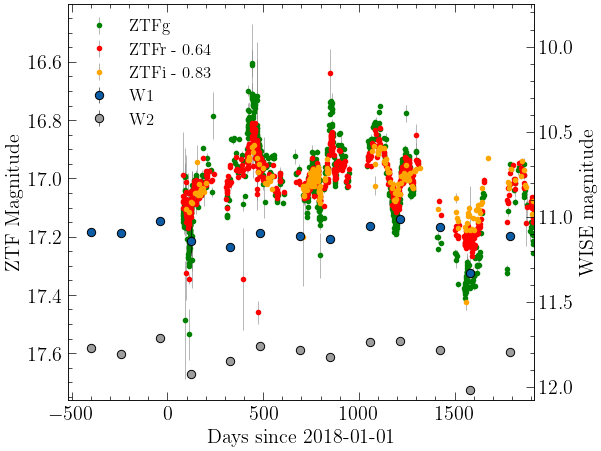 ZTFg
ZTFr - 0.64
ZTFi - 0.83
W1
W2
16.6
16.8
17.0
17.2
17.4
17.6
ZTF Magnitude
10.0
10.5
11.0
11.5
12.0
WISE magnitude
−500 0 500 1000 1500
Days since 2018-01-01